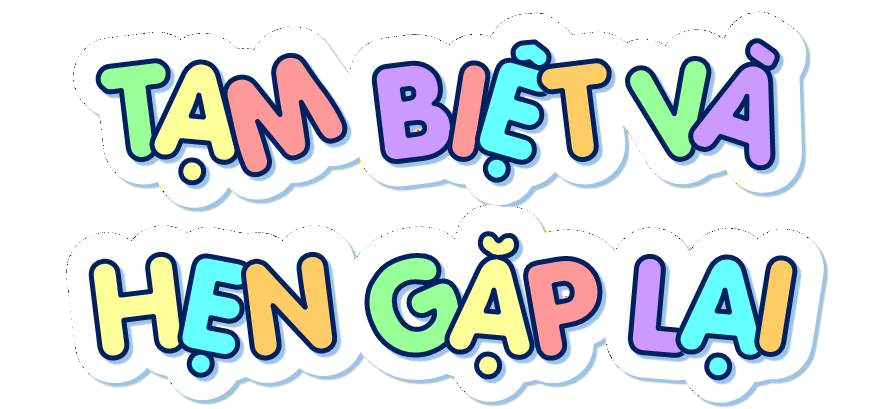 TẠM BIỆT VÀ
HẸN GẶP LẠI